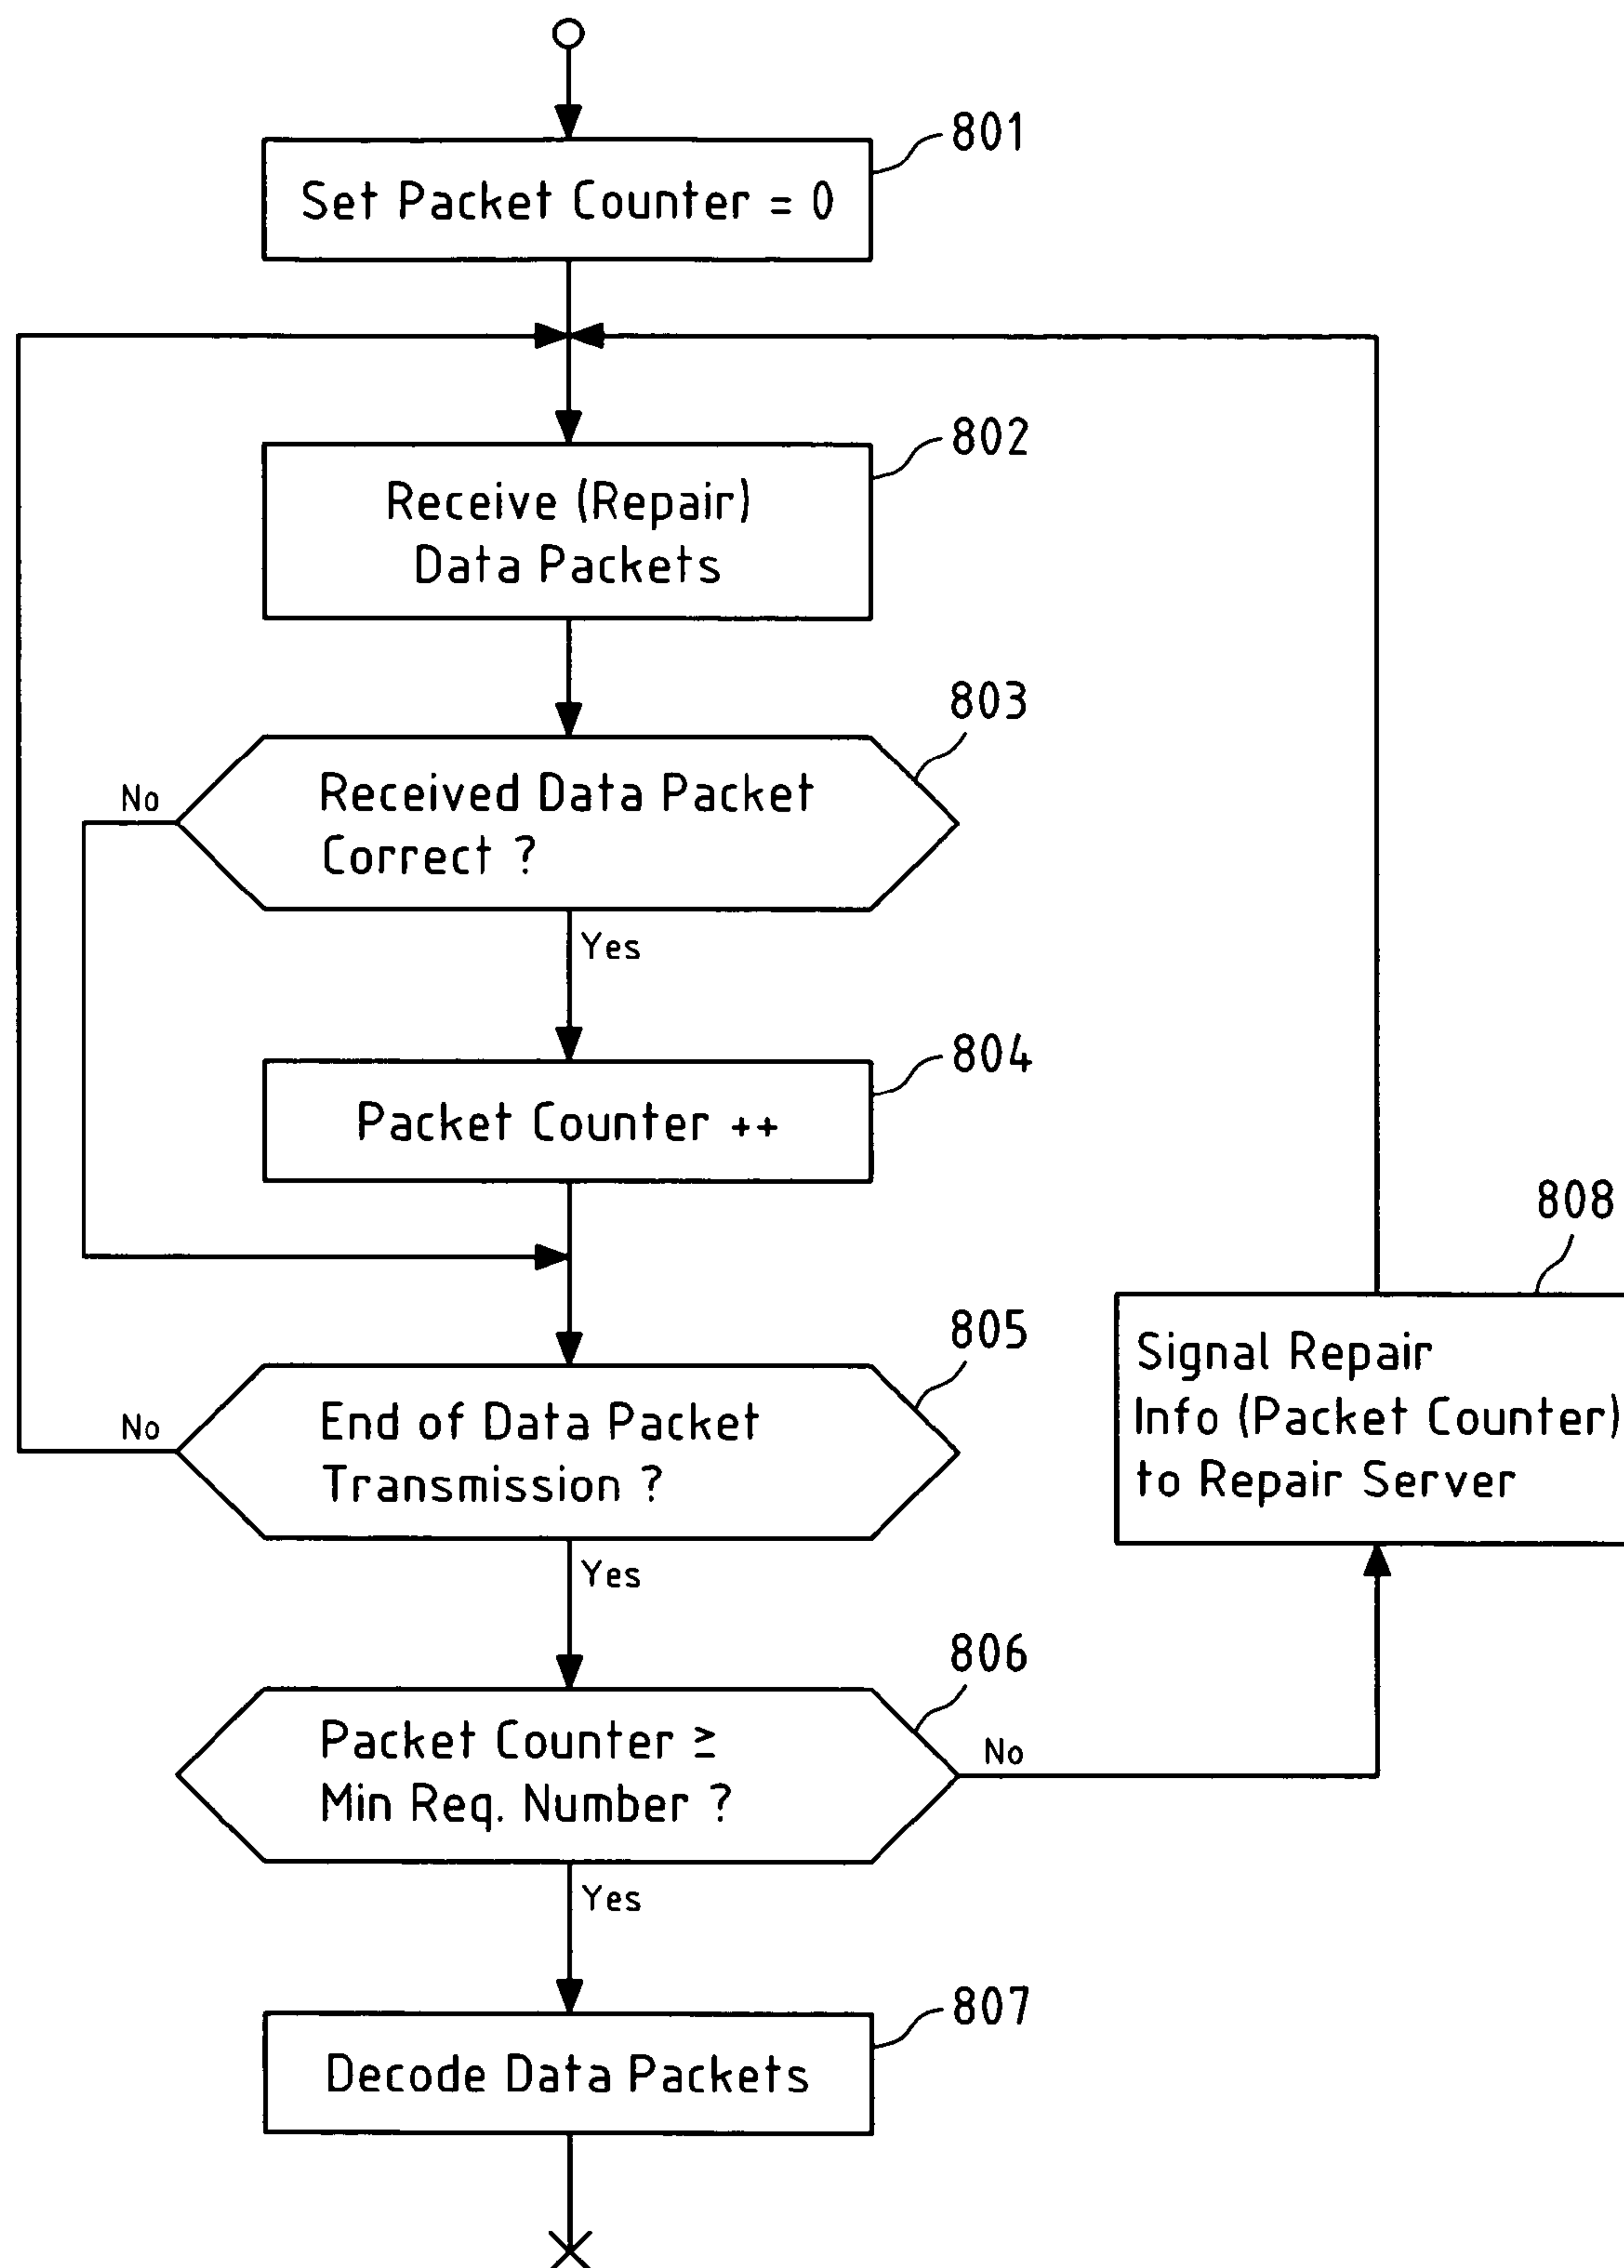 801
Set Packet Counter = 0
802
Receive (Repair)
Data Packets
803
No
Received Data Packet
Correct ?
Yes
804
Packet Counter ++
808
805
Signal Repair
Info (Packet Counter)
to Repair Server
No
End of Data Packet
Transmission ?
Yes
806
Packet Counter ≥
Min Req. Number ?
No
Yes
807
Decode Data Packets